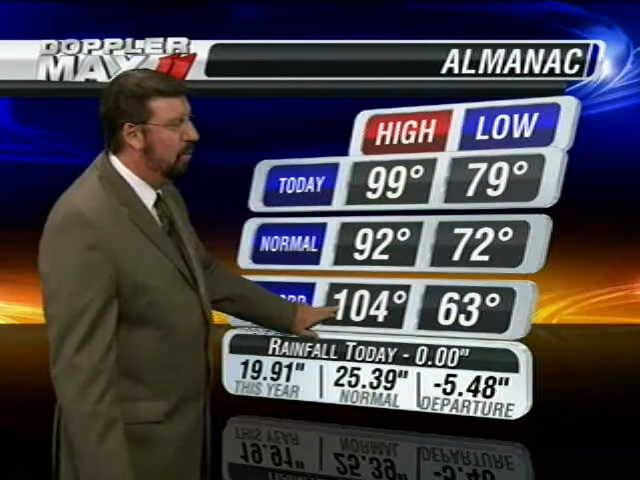 DOPPLER
MAX 11
ALMANAC
HIGH LOW
TODAY 99° 79°
NORMAL 92° 72°
104° 63°
RAINFALL TODAY - 0.00"
19.91" 25.39" -5.48"
THIS YEAR NORMAL DEPARTURE